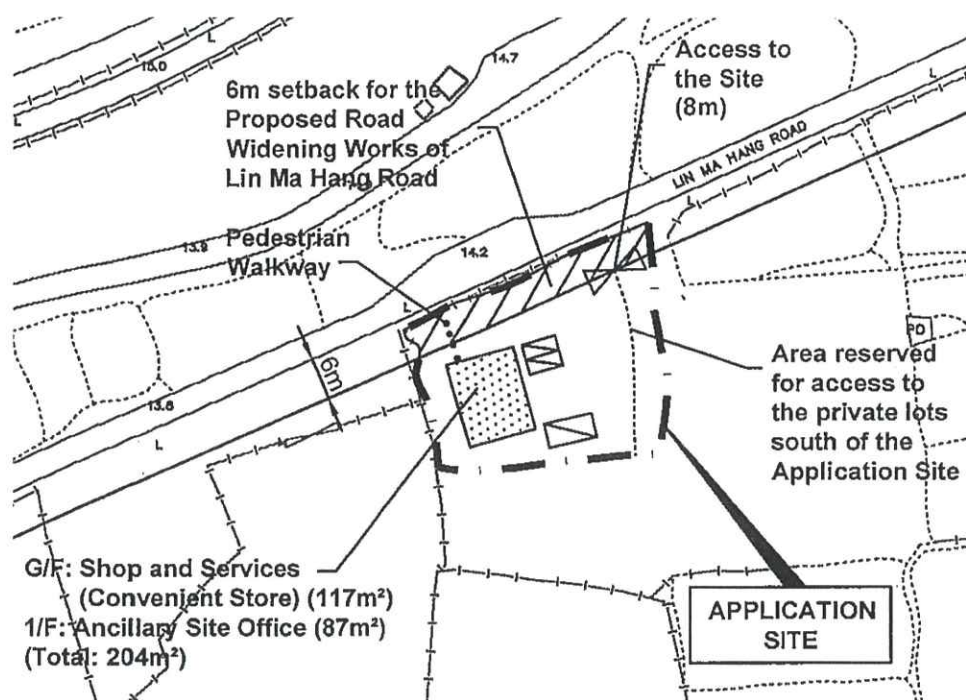 15.0
L
L
14.7
6m setback for the
Proposed Road
Widening Works of
Lin Ma Hang Road
Access to
the Site
(8m)
L
LIN MA HANG ROAD
L
13.9
Pedestrian
Walkway
14.2
L
6m
PD
Area reserved
for access to
the private lots
south of the
Application Site
13.8
L
G/F: Shop and Services
(Convenient Store) (117m²)
1/F: Ancillary Site Office (87m²)
(Total: 204m²)
APPLICATION
SITE